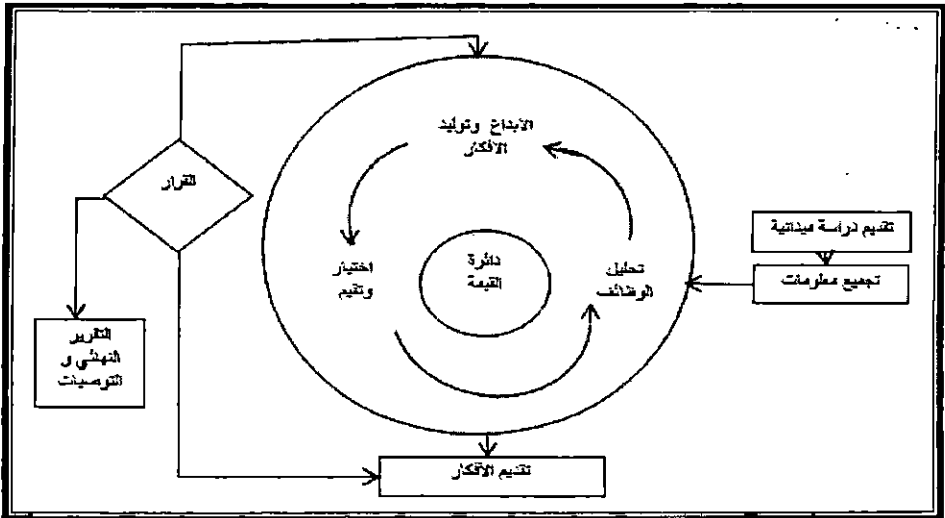 الابداع وتوليد
الأفكار
القرار
تقديم دراسة ميدانية
تجميع معلومات
دائرة
القيمة
اختيار
وتقيم
تحليل
الوظائف
التقرير
النهائي و
التوصيات
تقديم الأفكار